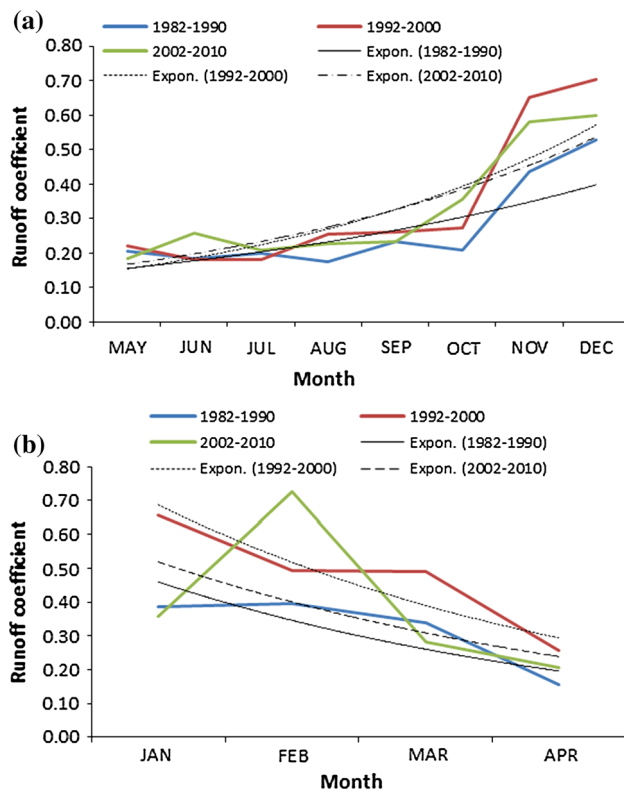 (a)
1982-1990 1992-2000
2002-2010 Expon. (1982-1990)
Expon. (1992-2000) Expon. (2002-2010)
0.80
0.70
0.60
0.50
0.40
0.30
0.20
0.10
0.00
Runoff coefficient
MAY JUN JUL AUG SEP OCT NOV DEC
Month
(b)
1982-1990 1992-2000
2002-2010 Expon. (1982-1990)
Expon. (1992-2000) Expon. (2002-2010)
0.80
0.70
0.60
0.50
0.40
0.30
0.20
0.10
0.00
Runoff coefficient
JAN FEB MAR APR
Month